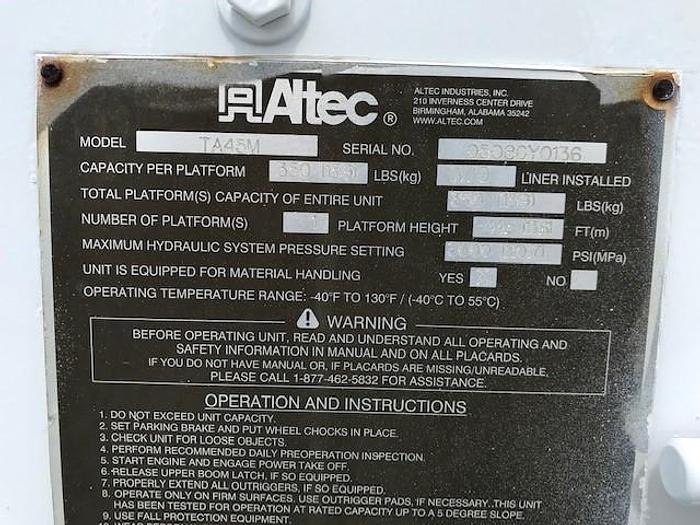 Altec®
ALTEC INDUSTRIES, INC.
210 INVERNESS CENTER DRIVE
BIRMINGHAM, ALABAMA 35242
WWW.ALTEC.COM
MODEL TA45M SERIAL NO.
CAPACITY PER PLATFORM 350 LBS(kg) LINER INSTALLED
TOTAL PLATFORM(S) CAPACITY OF ENTIRE UNIT 350 LBS(kg)
NUMBER OF PLATFORM(S) 1 PLATFORM HEIGHT FT(m)
MAXIMUM HYDRAULIC SYSTEM PRESSURE SETTING PSI(MPa)
UNIT IS EQUIPPED FOR MATERIAL HANDLING YES NO
OPERATING TEMPERATURE RANGE: -40°F TO 130°F / (-40°C TO 55°C)
WARNING
BEFORE OPERATING UNIT, READ AND UNDERSTAND ALL OPERATING AND
SAFETY INFORMATION IN MANUAL AND ON ALL PLACARDS.
IF YOU DO NOT HAVE MANUAL OR, IF PLACARDS ARE MISSING/UNREADABLE,
PLEASE CALL 1-877-462-5832 FOR ASSISTANCE.
OPERATION AND INSTRUCTIONS
1. DO NOT EXCEED UNIT CAPACITY.
2. SET PARKING BRAKE AND PUT WHEEL CHOCKS IN PLACE.
3. CHECK UNIT FOR LOOSE OBJECTS.
4. PERFORM RECOMMENDED DAILY PREOPERATION INSPECTION.
5. START ENGINE AND ENGAGE POWER TAKE OFF.
6. RELEASE UPPER BOOM LATCH, IF SO EQUIPPED.
7. PROPERLY EXTEND ALL OUTRIGGERS, IF SO EQUIPPED.
8. OPERATE ONLY ON FIRM SURFACES. USE OUTRIGGER PADS, IF NECESSARY. THIS UNIT
HAS BEEN TESTED FOR OPERATION AT RATED CAPACITY UP TO A 5 DEGREE SLOPE.
9. USE FALL PROTECTION EQUIPMENT.